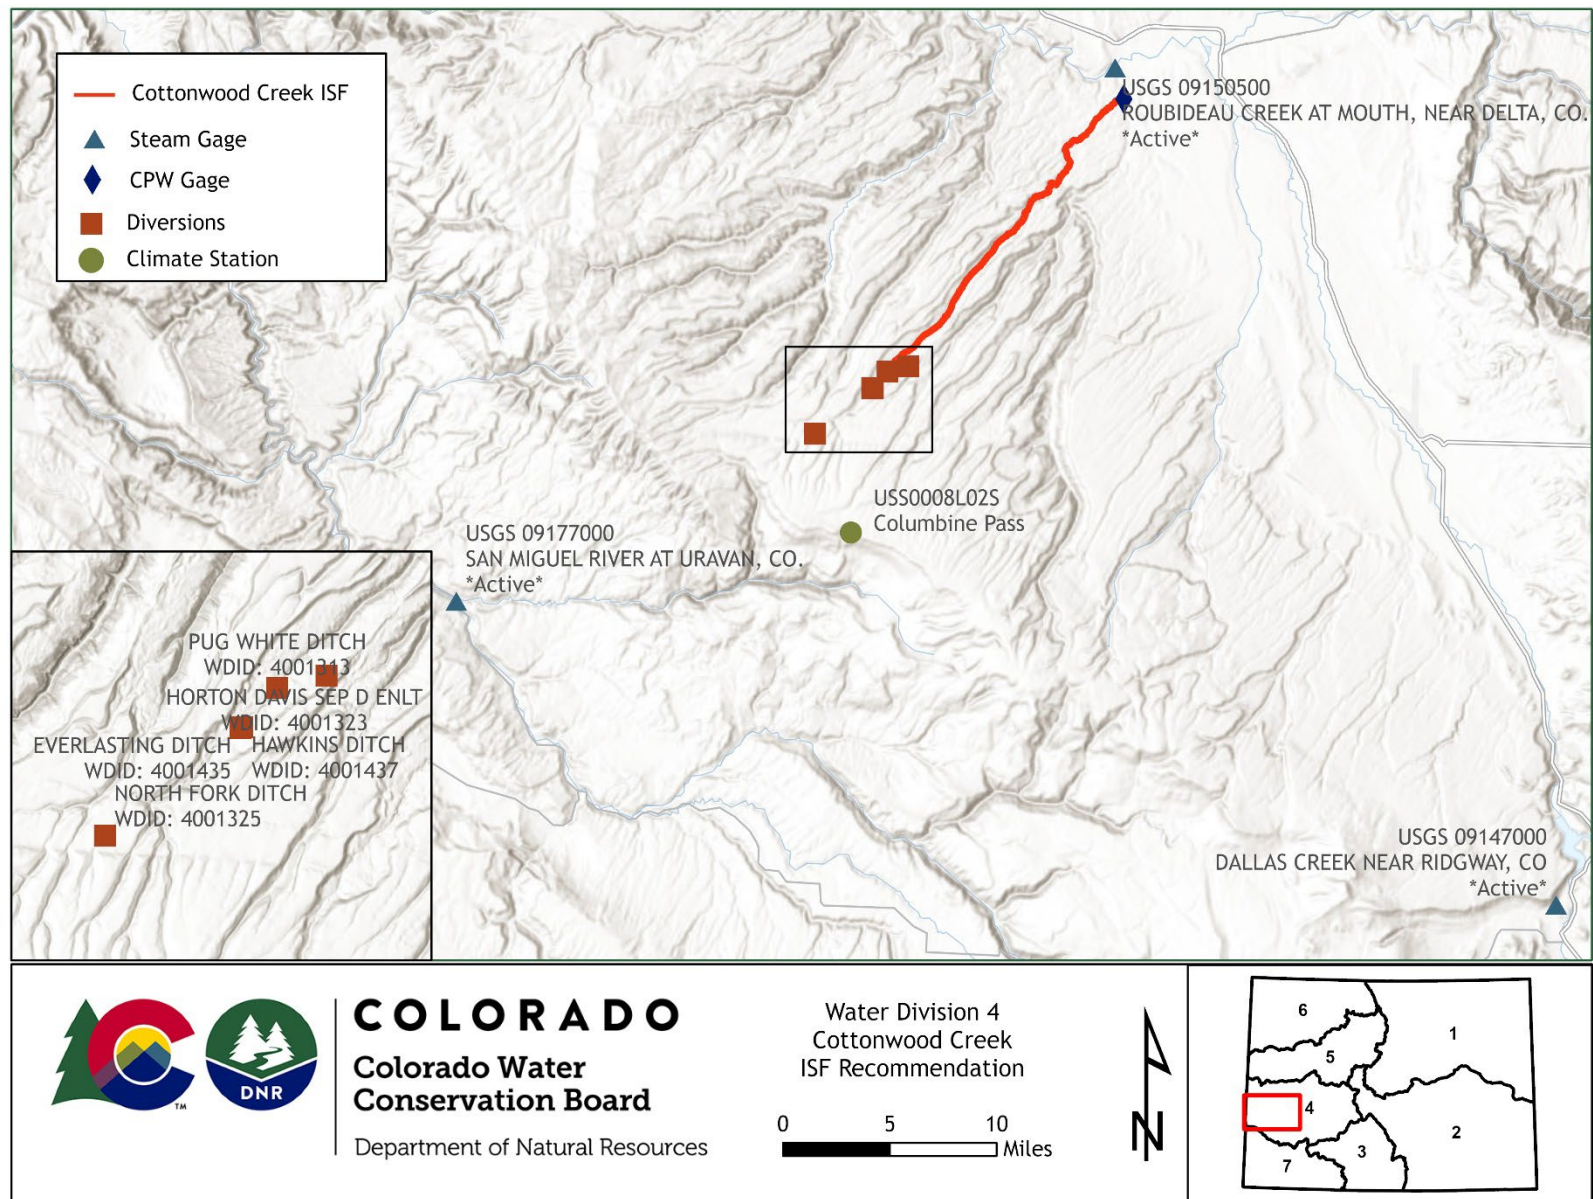 Cottonwood Creek ISF
Steam Gage
CPW Gage
Diversions
Climate Station
USGS 09150500
ROUBIDEAU CREEK AT MOUTH, NEAR DELTA, CO.
*Active*
USS0008L02S
Columbine Pass
USGS 09177000
SAN MIGUEL RIVER AT URAVAN, CO.
*Active*
PUG WHITE DITCH
WDID: 4001313
HORTON DAVIS SEP D ENLT
WDID: 4001323
EVERLASTING DITCH
WDID: 4001435
HAWKINS DITCH
WDID: 4001437
NORTH FORK DITCH
WDID: 4001325
USGS 09147000
DALLAS CREEK NEAR RIDGWAY, CO
*Active*
TM
DNR
COLORADO
Colorado Water
Conservation Board
Department of Natural Resources
Water Division 4
Cottonwood Creek
ISF Recommendation
0 5 10
Miles
N
6
1
5
4
2
3
7